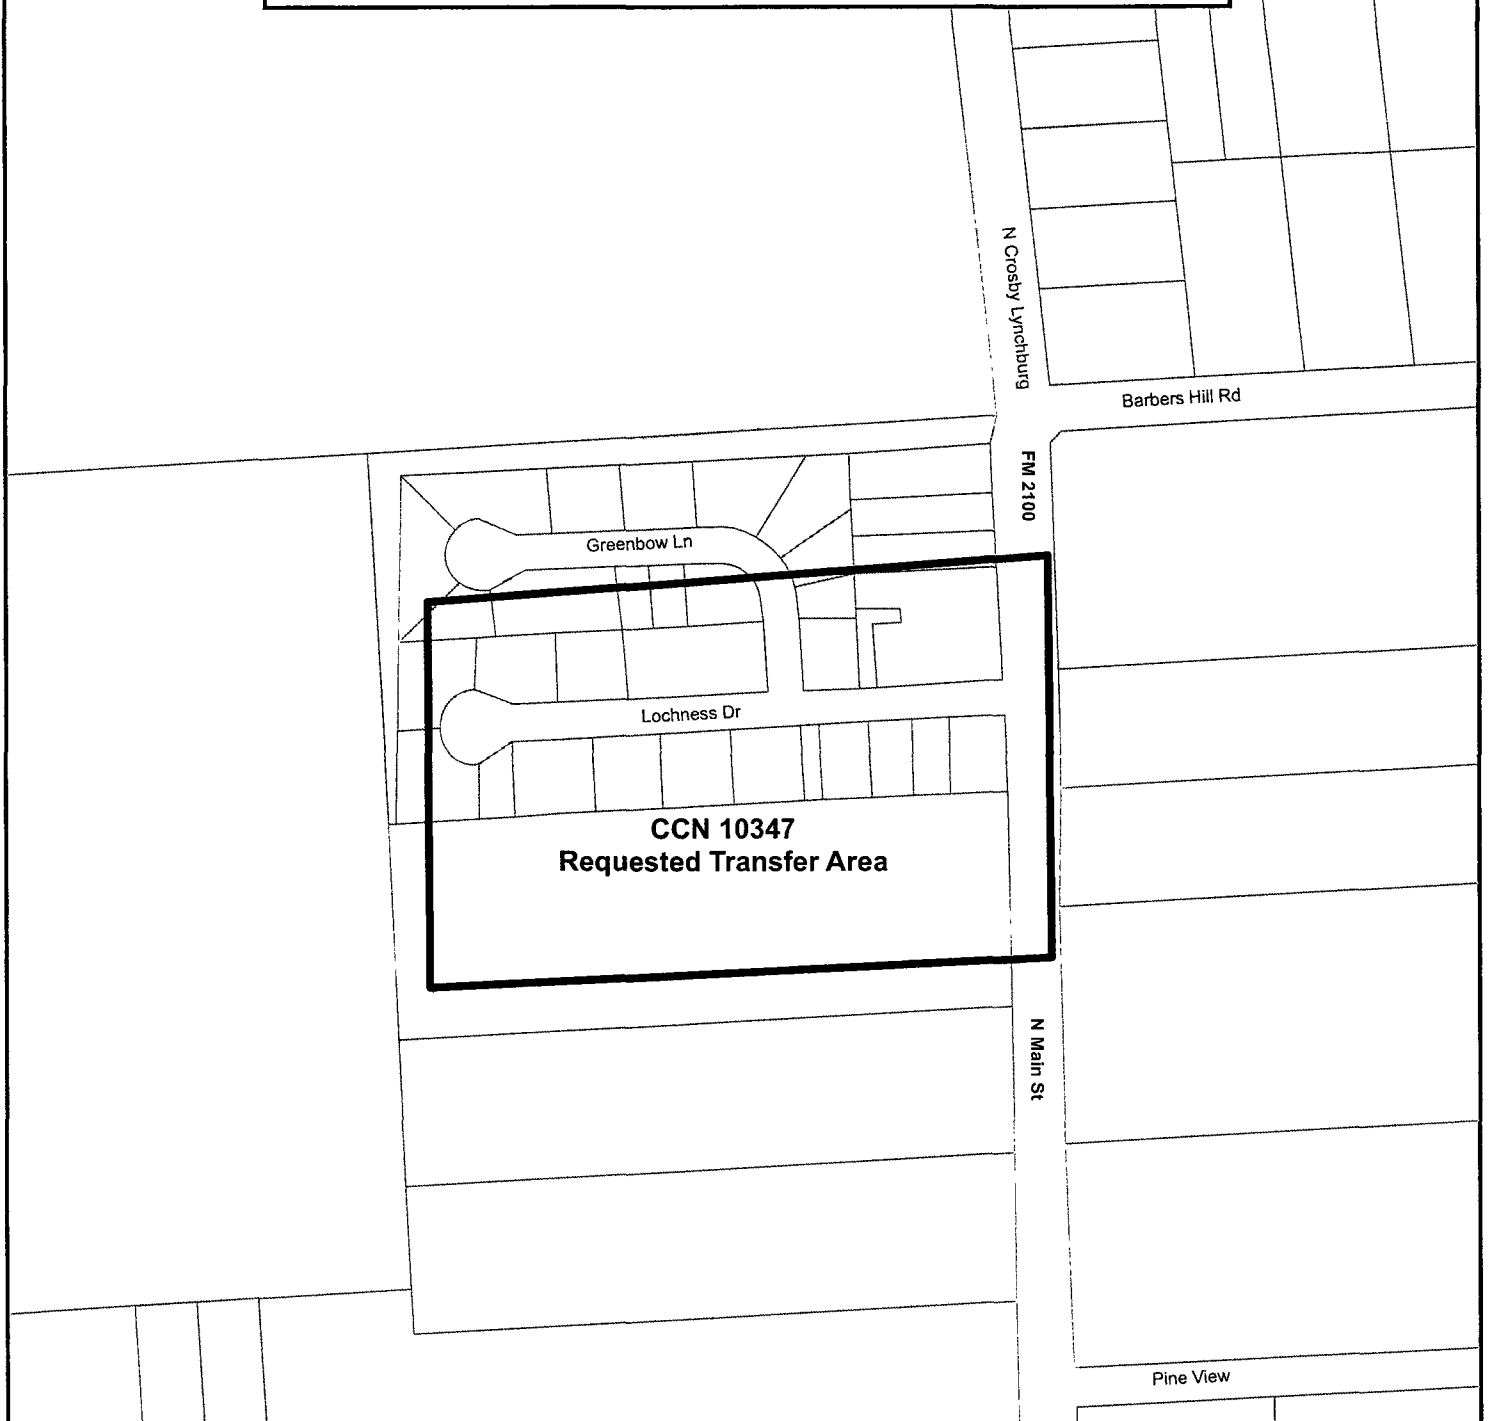 N Crosby Lynchburg
Barbers Hill Rd
FM 2100
Greenbow Ln
Lochness Dr
CCN 10347
Requested Transfer Area
N Main St
Pine View